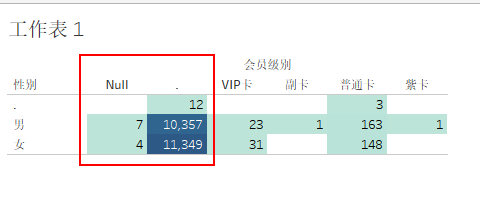 工作表 1
会员级别
性别 Null . VIP卡 副卡 普通卡 紫卡
. 12 3
男 7 10,357 23 1 163 1
女 4 11,349 31 148